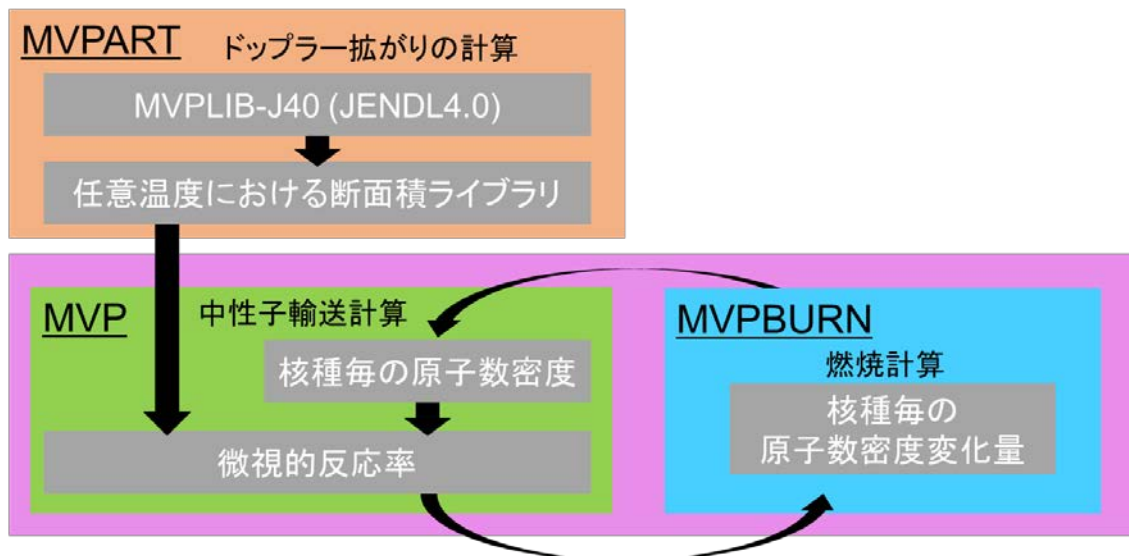 MVPART
ドップラー拡がりの計算
MVPLIB-J40 (JENDL4.0)
任意温度における断面積ライブラリ
MVP
中性子輸送計算
核種毎の原子数密度
微視的反応率
MVPBURN
燃焼計算
核種毎の
原子数密度変化量